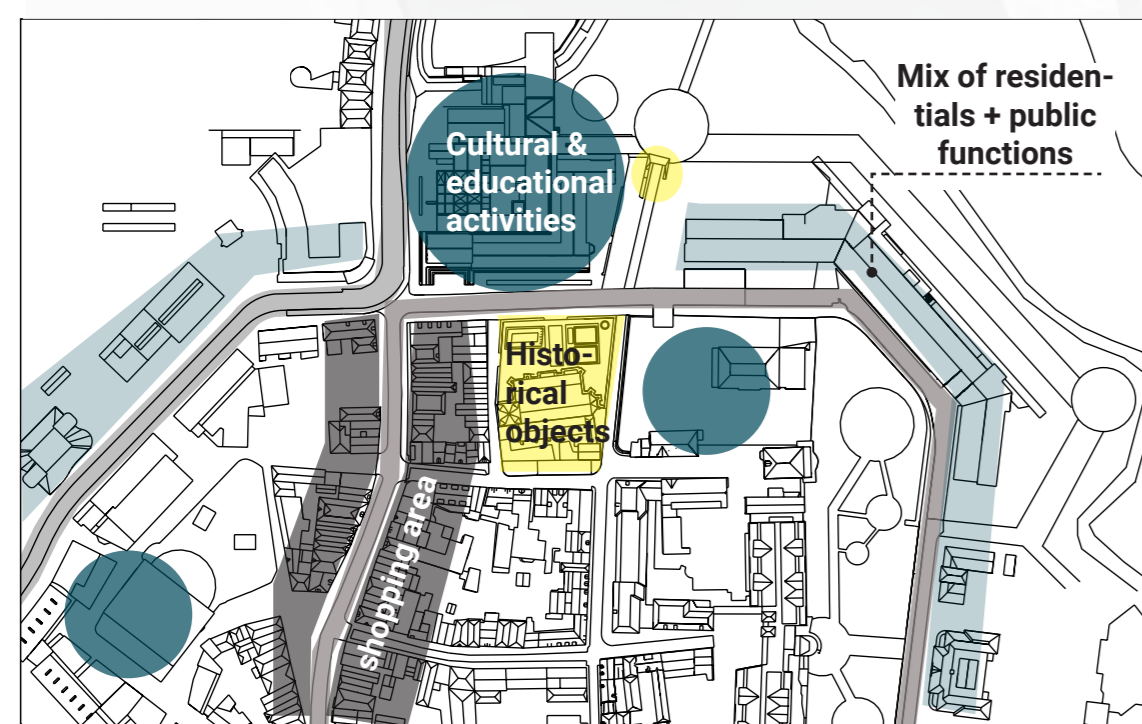 Mix of residen-
tials + public
functions
Cultural &
educational
activities
Histo-
rical
objects
shopping area